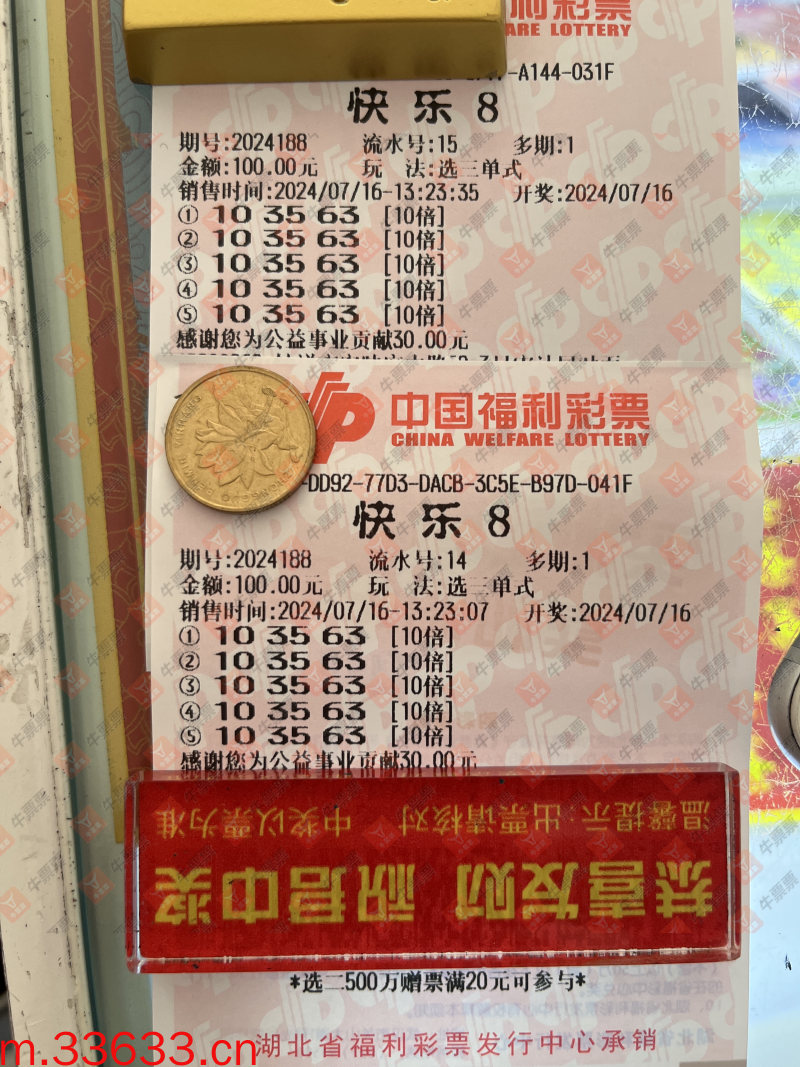 福利彩票
ARE LOTTERY
-A144-031F
快乐8
期号:2024188 流水号:15 多期:1
金额:100.00元 玩 法:选三单式
销售时间:2024/07/16-13:23:35 开奖:2024/07/16
① 10 35 63 [10倍]
② 10 35 63 [10倍]
③ 10 35 63 [10倍]
④ 10 35 63 [10倍]
⑤ 10 35 63 [10倍]
感谢您为公益事业贡献30.00元
中国福利彩票
CHINA WELFARE LOTTERY
-DD92-77D3-DACB-3C5E-B97D-041F
快乐8
期号:2024188 流水号:14 多期:1
金额:100.00元 玩 法:选三单式
销售时间:2024/07/16-13:23:07 开奖:2024/07/16
① 10 35 63 [10倍]
② 10 35 63 [10倍]
③ 10 35 63 [10倍]
④ 10 35 63 [10倍]
⑤ 10 35 63 [10倍]
感谢您为公益事业贡献30.00元
恭喜发财 祝君中奖
温馨提示:出票请核对 中奖以票为准
*选二500万赠票满20元可参与*
湖北省福利彩票发行中心承销
m.33633.cn
牛票票